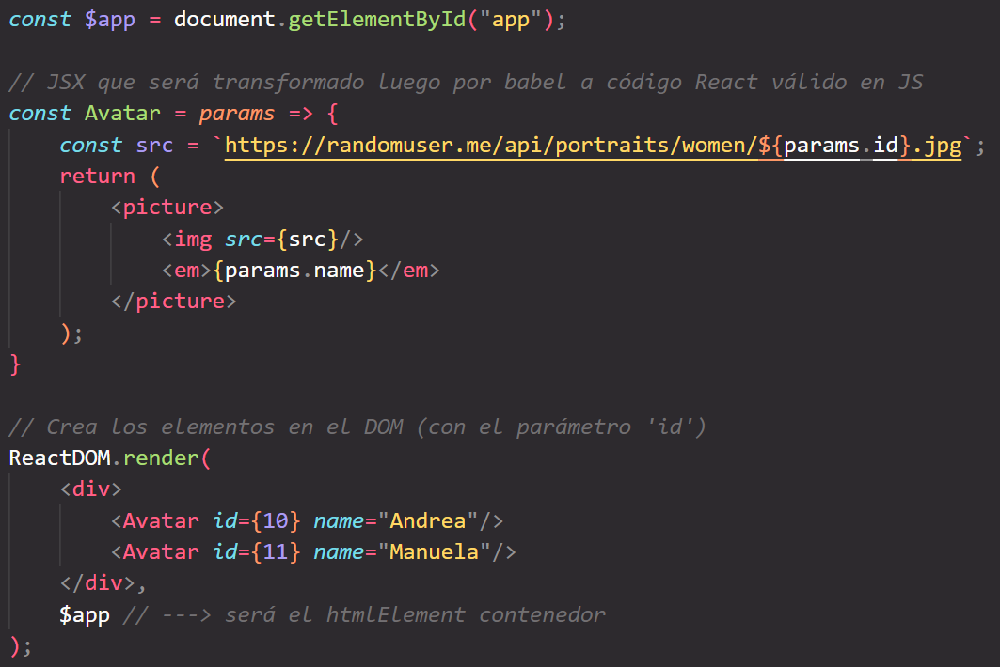 const $app = document.getElementById("app");
// JSX que será transformado luego por babel a código React válido en JS
const Avatar = params => {
const src = `https://randomuser.me/api/portraits/women/${params.id}.jpg`;
return (
<picture>
<img src={src}/>
<em>{params.name}</em>
</picture>
);
}
// Crea los elementos en el DOM (con el parámetro 'id')
ReactDOM.render(
<div>
<Avatar id={10} name="Andrea"/>
<Avatar id={11} name="Manuela"/>
</div>,
$app // ---> será el htmlElement contenedor
);